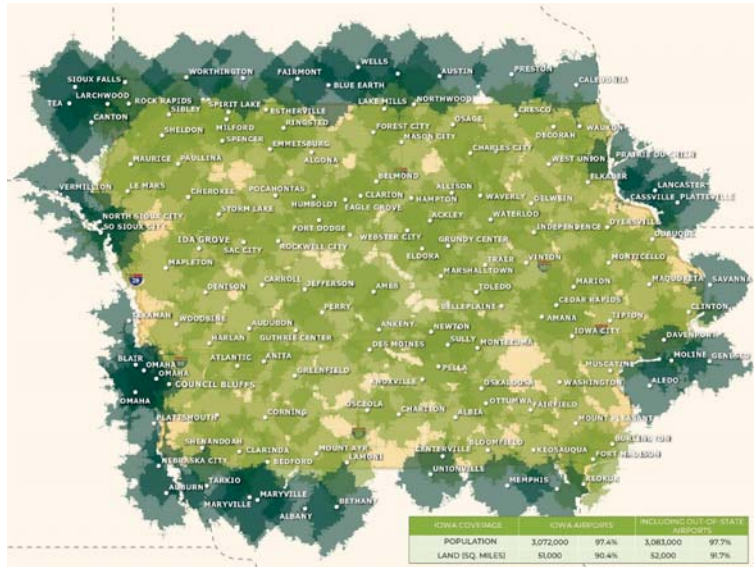 WELLS
SIOUX FALLS
WORTHINGTON
FAIRMONT
AUSTIN
PRESTON
BLUE EARTH
CALEDONIA
LARCHWOOD
TEA
ROCK RAPIDS
SPIRIT LAKE
LAKE MILLS
NORTHWOOD
SIBLEY
ESTHERVILLE
CRESCO
CANTON
MILFORD
RINGSTED
OSAGE
SHELDON
FOREST CITY
DECORAH
WAUKON
SPENCER
MASON CITY
EMMETSBURG
CHARLES CITY
ALGONA
PRAIRIE DU CHIEN
MAURICE
PAULLINA
WEST UNION
BELMOND
ELKADER
VERMILLION
LE MARS
CHEROKEE
POCAHONTAS
CLARION
ALLISON
LANCASTER
HUMBOLDT
HAMPTON
WAVERLY
OELWEIN
CASSVILLE
PLATTEVILLE
EAGLE GROVE
NORTH SIOUX CITY
STORM LAKE
ACKLEY
WATERLOO
SO SIOUX CITY
FORT DODGE
INDEPENDENCE
DYERSVILLE
IDA GROVE
WEBSTER CITY
DUBUQUE
SAC CITY
ROCKWELL CITY
GRUNDY CENTER
ELDORA
VINTON
MONTICELLO
MAPLETON
TRAER
MARSHALLTOWN
DENISON
CARROLL
JEFFERSON
AMES
TOLEDO
MARION
MAQUOKETA
SAVANNA
CEDAR RAPIDS
TEKAMAH
WOODBINE
PERRY
BELLE PLAINE
AMANA
TIPTON
CLINTON
AUDUBON
ANKENY
NEWTON
HARLAN
GUTHRIE CENTER
SULLY
IOWA CITY
DAVENPORT
DES MOINES
MONTEZUMA
BLAIR
OMAHA
ATLANTIC
ANITA
MUSCATINE
MOLINE
GENESEO
OMAHA
PELLA
COUNCIL BLUFFS
GREENFIELD
KNOXVILLE
OSKALOOSA
WASHINGTON
ALEDO
OMAHA
OSCEOLA
OTTUMWA
PLATTSMOUTH
CORNING
CHARITON
ALBIA
FAIRFIELD
MOUNT PLEASANT
SHENANDOAH
CLARINDA
MOUNT AYR
CENTERVILLE
BLOOMFIELD
KEOSAUQUA
BURLINGTON
NEBRASKA CITY
BEDFORD
LAMONI
FORT MADISON
TARKIO
UNIONVILLE
AUBURN
MARYVILLE
MEMPHIS
KEOKUK
MARYVILLE
BETHANY
ALBANY
IOWA COVERAGE IOWA AIRPORTS INCLUDING OUT-OF-STATE
AIRPORTS
POPULATION 3,072,000 97.4% 3,083,000 97.7%
LAND (SQ. MILES) 51,000 90.4% 52,000 91.7%